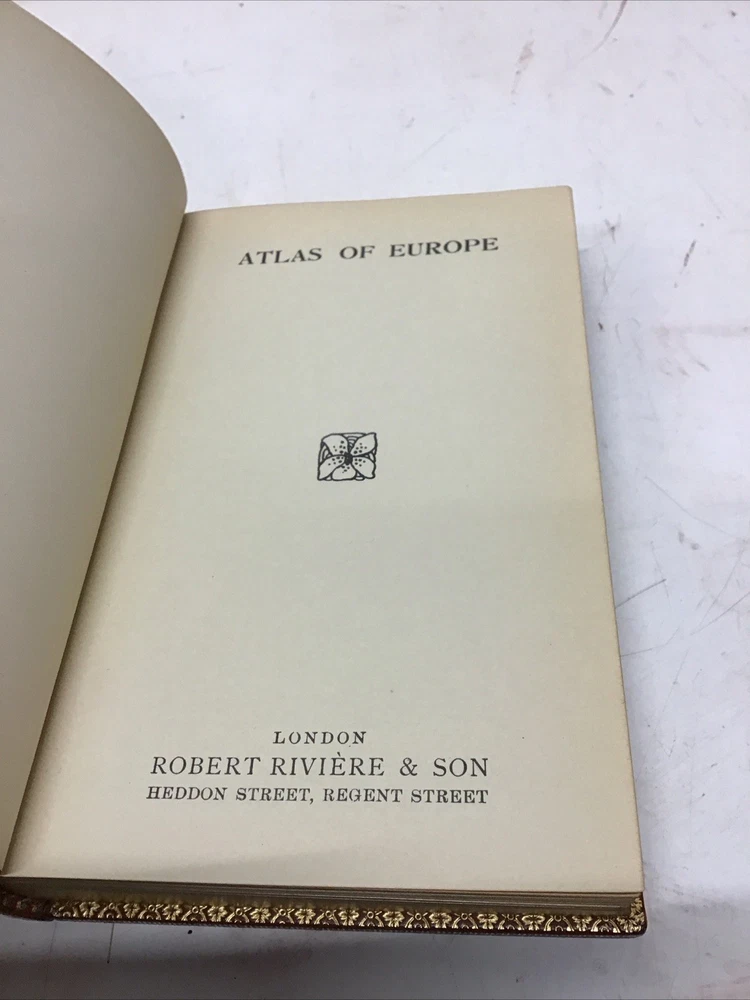 ATLAS OF EUROPE
LONDON
ROBERT RIVIÈRE & SON
HEDDON STREET, REGENT STREET